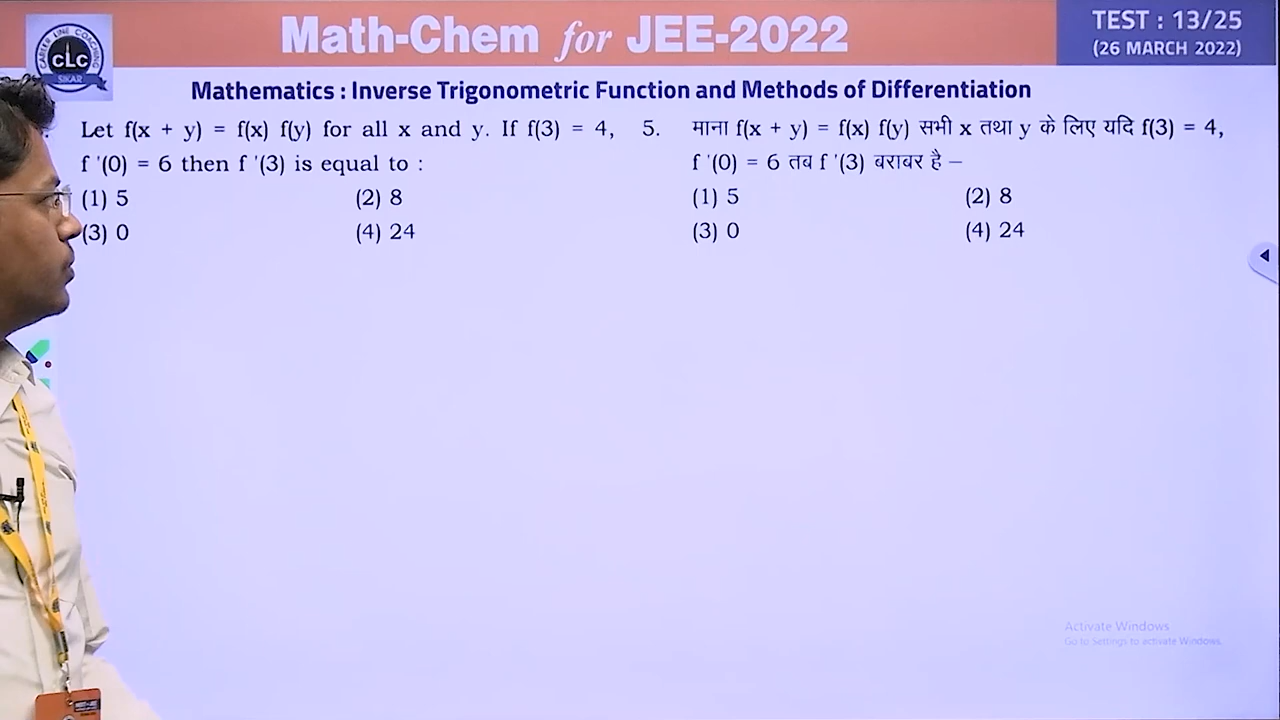 Math-Chem for JEE-2022
TEST : 13/25
(26 MARCH 2022)
CAREER LINE COACHING
CLC
SIKAR
Mathematics : Inverse Trigonometric Function and Methods of Differentiation
Let f(x + y) = f(x) f(y) for all x and y. If f(3) = 4,
f '(0) = 6 then f '(3) is equal to :
(1) 5 (2) 8
(3) 0 (4) 24
5. माना f(x + y) = f(x) f(y) सभी x तथा y के लिए यदि f(3) = 4,
f '(0) = 6 तब f '(3) बराबर है –
(1) 5 (2) 8
(3) 0 (4) 24
Activate Windows
Go to Settings to activate Windows.